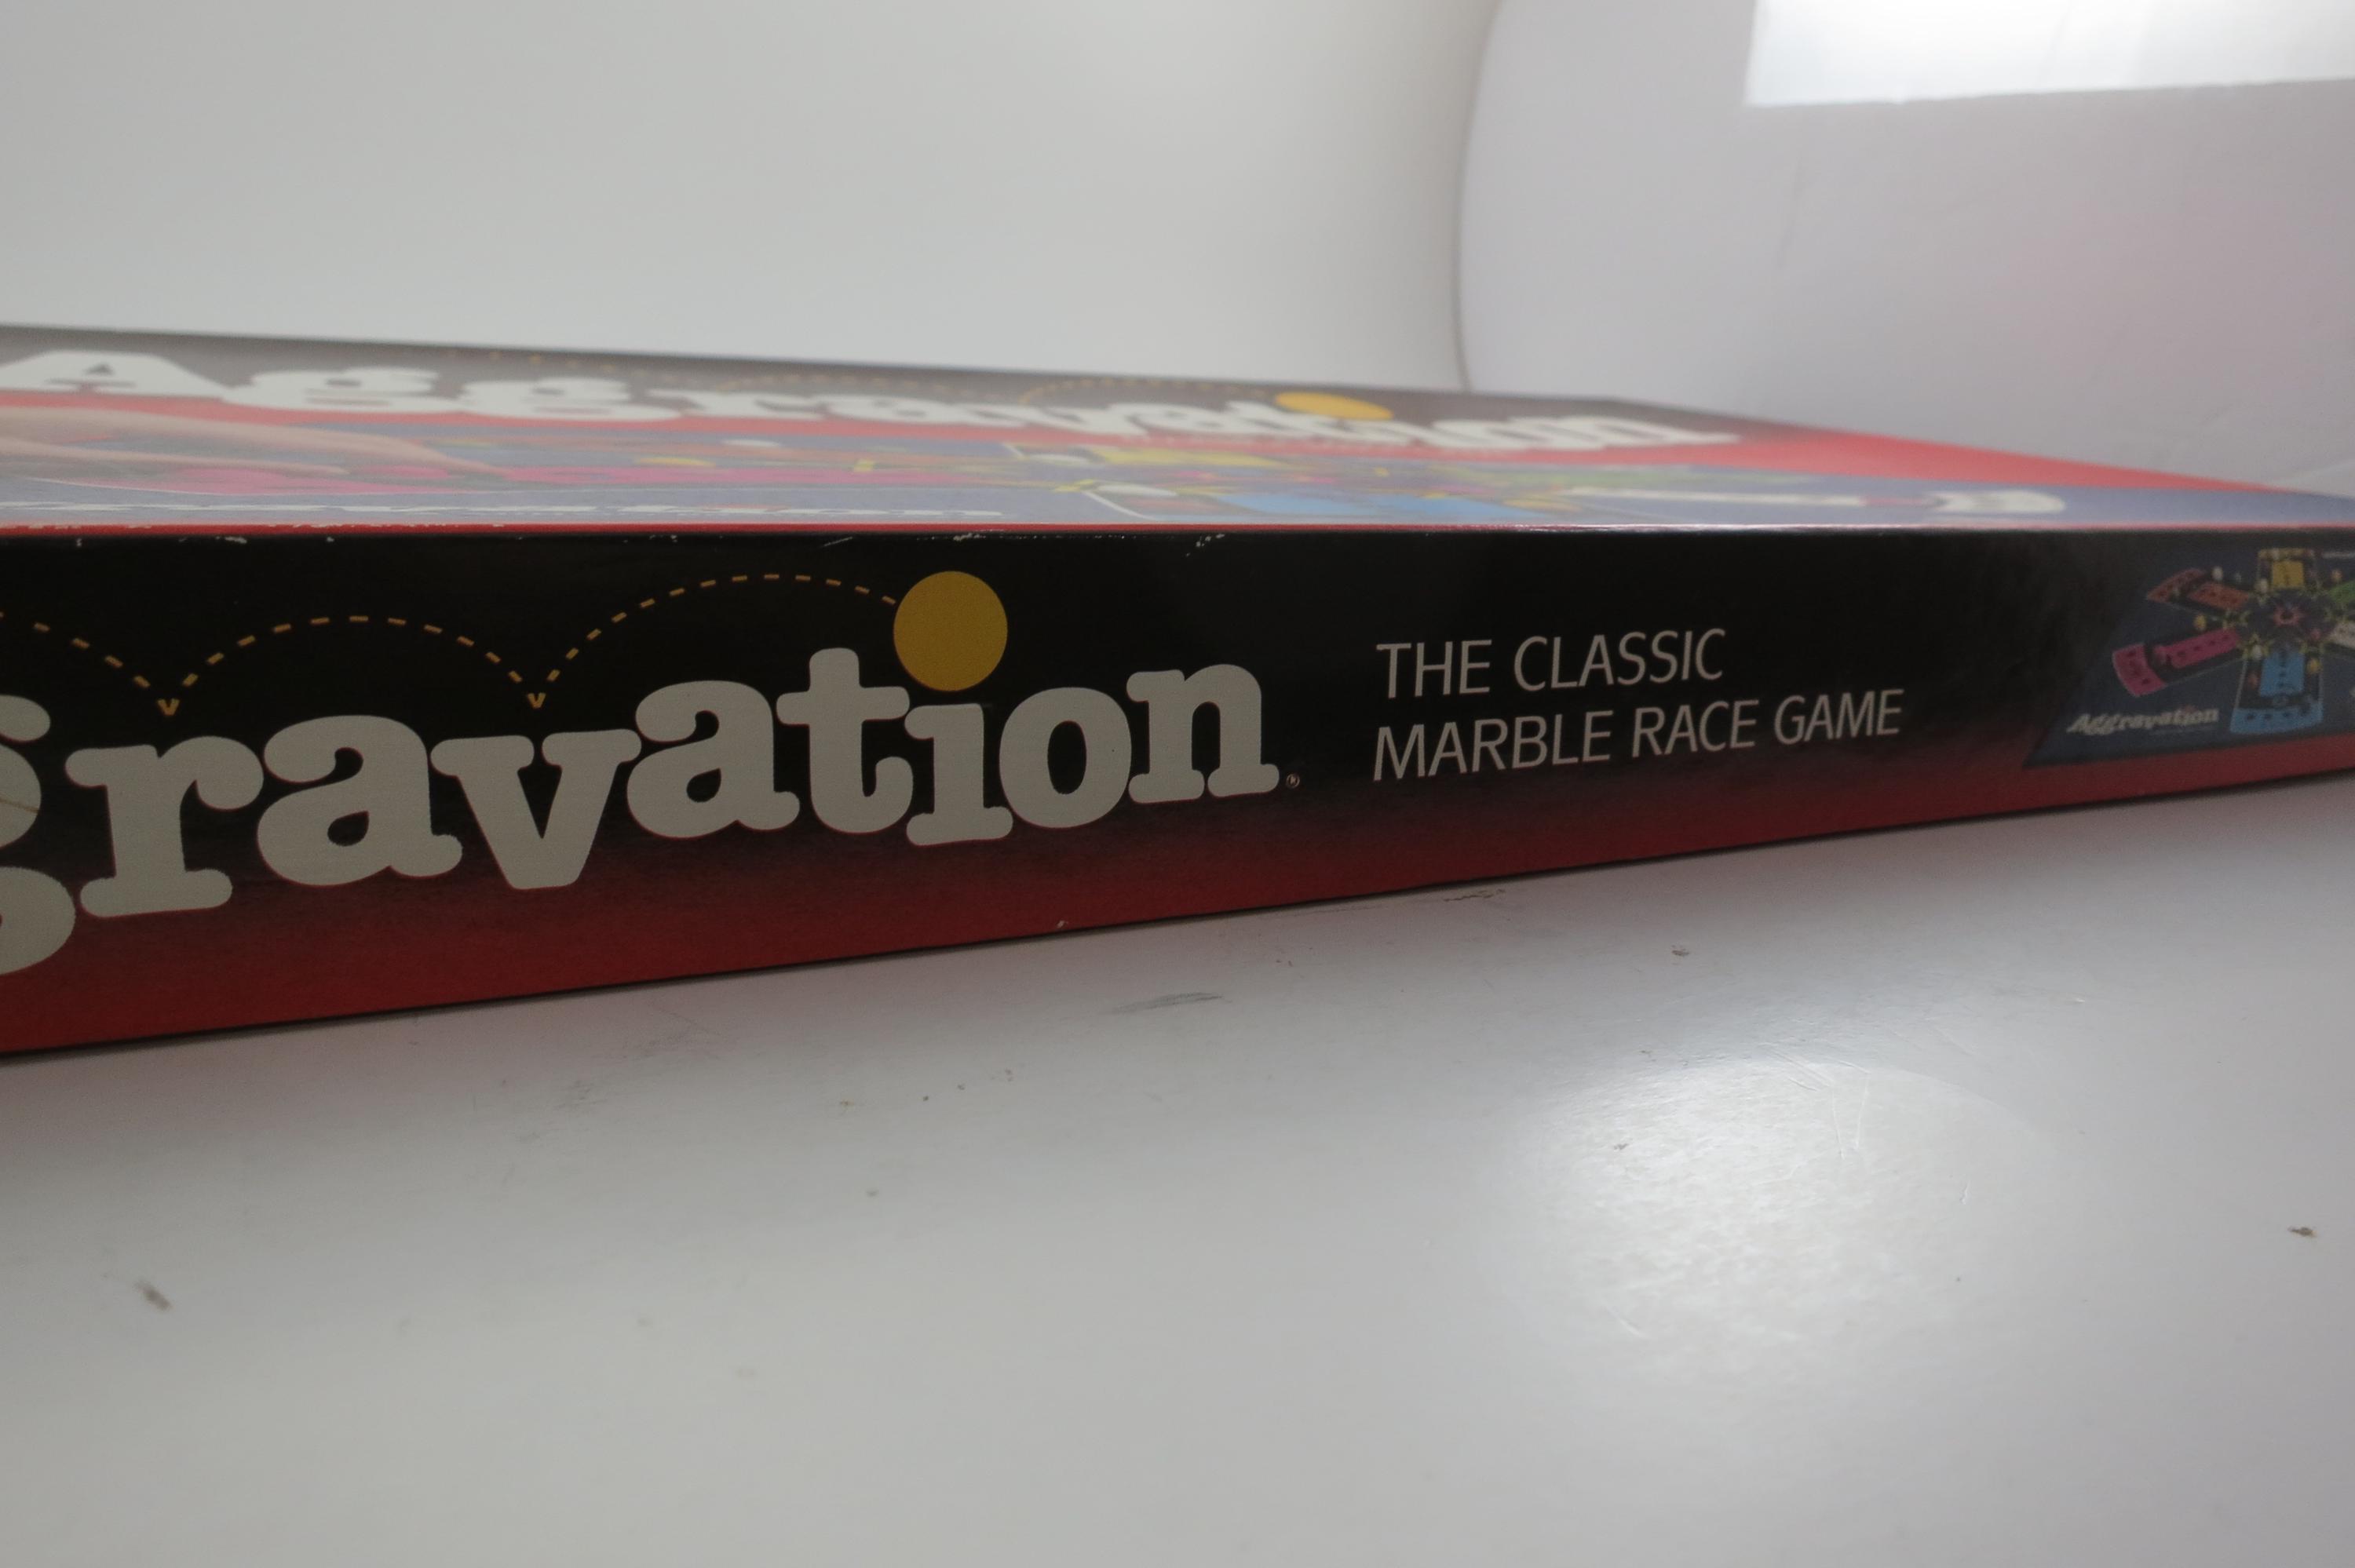 Aggravation
gravation®
THE CLASSIC
MARBLE RACE GAME
Aggravation